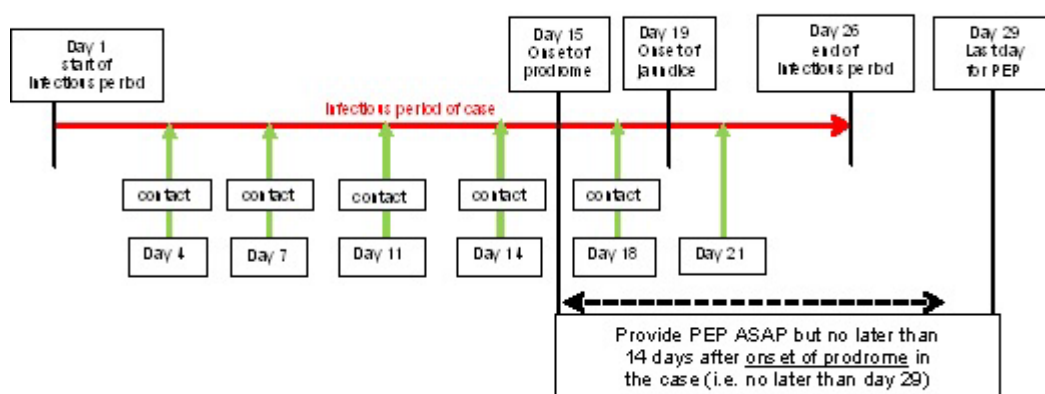 Day 1
start of
Infectious period
Day 15
Onset of
prodrome
Day 19
Onset of
jaundice
Day 26
end of
Infectious period
Day 29
Last day
for PEP
Infectious period of case
contact
contact
contact
contact
contact
Day 4
Day 7
Day 11
Day 14
Day 18
Day 21
Provide PEP ASAP but no later than
14 days after onset of prodrome in
the case (i.e. no later than day 29)